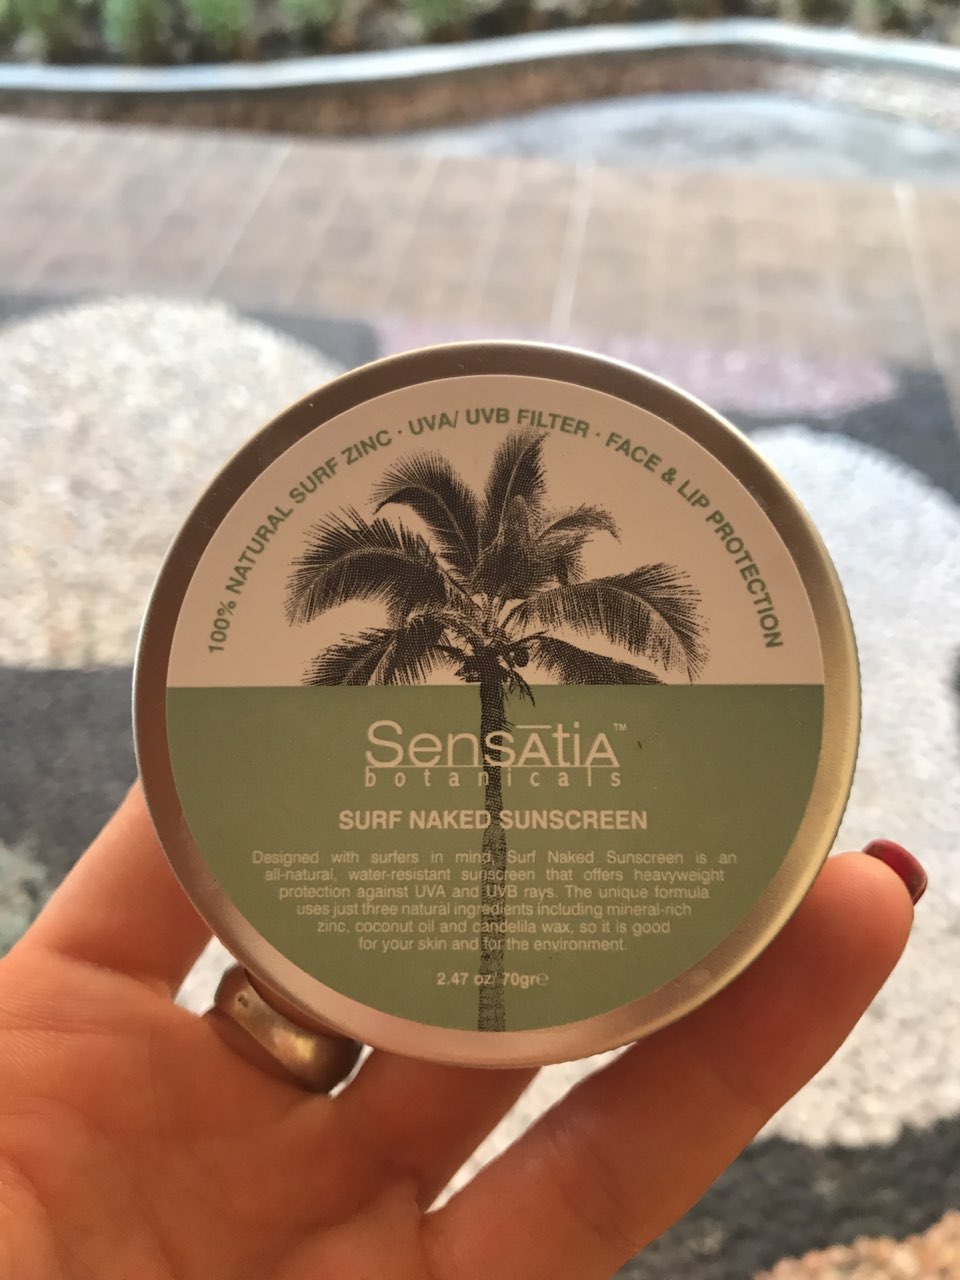 100% NATURAL SURF ZINC · UVA/ UVB FILTER · FACE & LIP PROTECTION
SensĀtiA™
botanicals
SURF NAKED SUNSCREEN
Designed with surfers in mind, Surf Naked Sunscreen is an
all-natural, water-resistant sunscreen that offers heavyweight
protection against UVA and UVB rays. The unique formula
uses just three natural ingredients including mineral-rich
zinc, coconut oil and candelila wax, so it is good
for your skin and for the environment.
2.47 oz/ 70gr℮